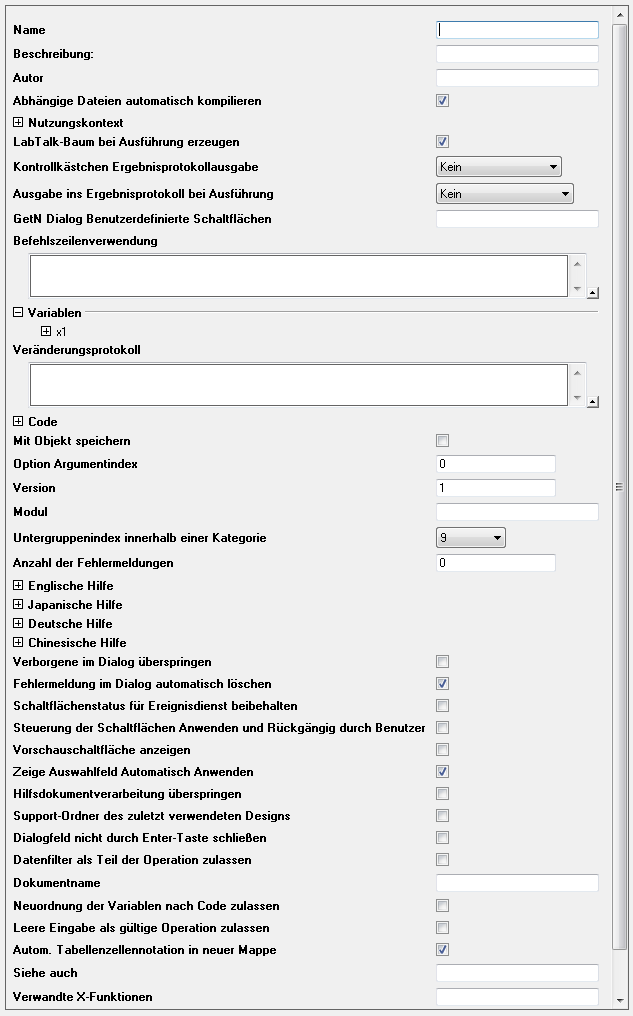 Name
Beschreibung:
Autor
Abhängige Dateien automatisch kompilieren
Nutzungskontext
LabTalk-Baum bei Ausführung erzeugen
Kontrollkästchen Ergebnisprotokollausgabe Kein
Ausgabe ins Ergebnisprotokoll bei Ausführung Kein
GetN Dialog Benutzerdefinierte Schaltflächen
Befehlszeilenverwendung
Variablen
x1
Veränderungsprotokoll
Code
Mit Objekt speichern
Option Argumentindex 0
Version 1
Modul
Untergruppenindex innerhalb einer Kategorie 9
Anzahl der Fehlermeldungen 0
Englische Hilfe
Japanische Hilfe
Deutsche Hilfe
Chinesische Hilfe
Verborgene im Dialog überspringen
Fehlermeldung im Dialog automatisch löschen
Schaltflächenstatus für Ereignisdienst beibehalten
Steuerung der Schaltflächen Anwenden und Rückgängig durch Benutzer
Vorschauschaltfläche anzeigen
Zeige Auswahlfeld Automatisch Anwenden
Hilfsdokumentverarbeitung überspringen
Support-Ordner des zuletzt verwendeten Designs
Dialogfeld nicht durch Enter-Taste schließen
Datenfilter als Teil der Operation zulassen
Dokumentname
Neuordnung der Variablen nach Code zulassen
Leere Eingabe als gültige Operation zulassen
Autom. Tabellenzellennotation in neuer Mappe
Siehe auch
Verwandte X-Funktionen